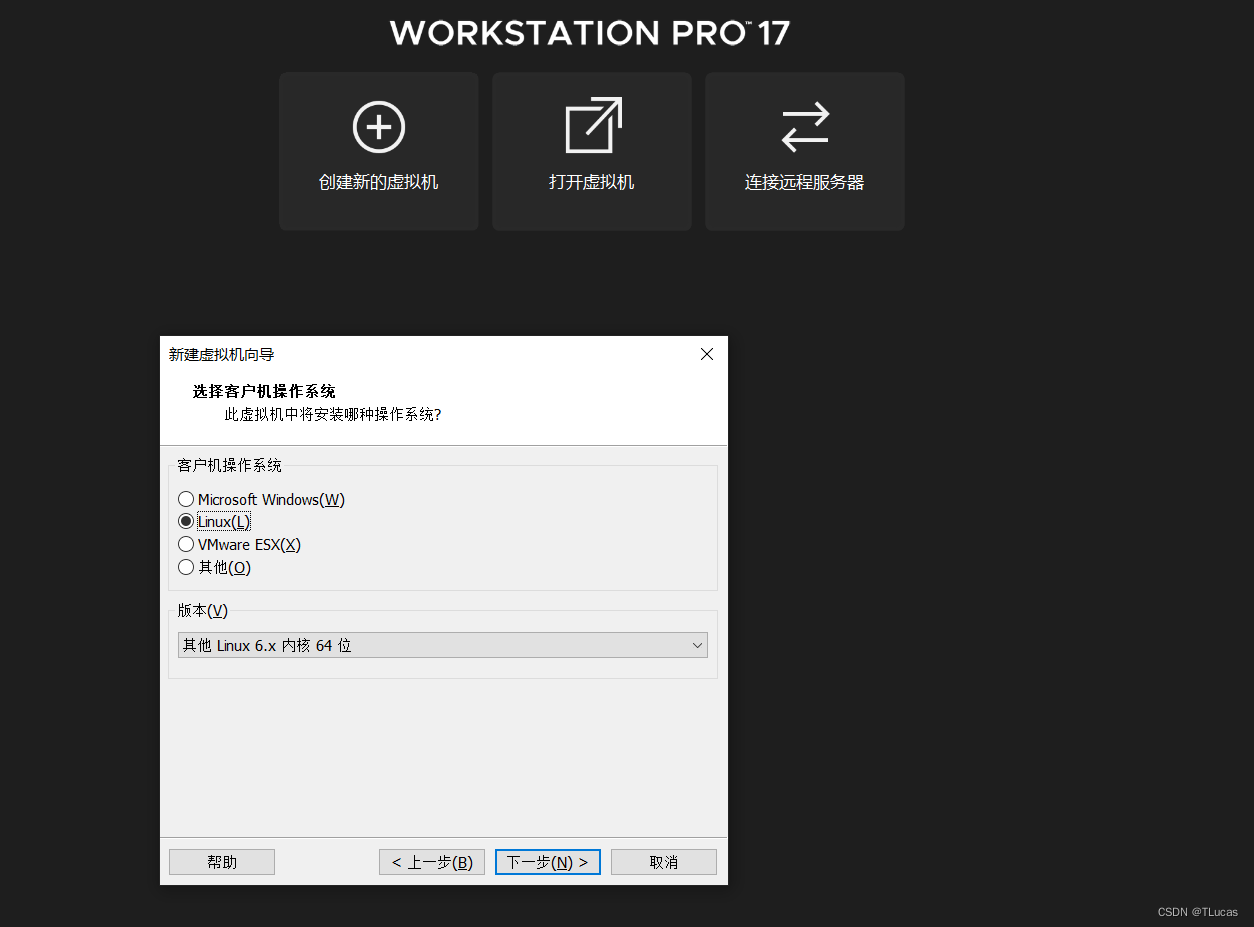 WORKSTATION PRO™ 17
创建新的虚拟机
打开虚拟机
连接远程服务器
新建虚拟机向导
选择客户机操作系统
此虚拟机中将安装哪种操作系统?
客户机操作系统
Microsoft Windows(W)
Linux(L)
VMware ESX(X)
其他(O)
版本(V)
其他 Linux 6.x 内核 64 位
帮助
< 上一步(B)
下一步(N) >
取消
CSDN @TLucas